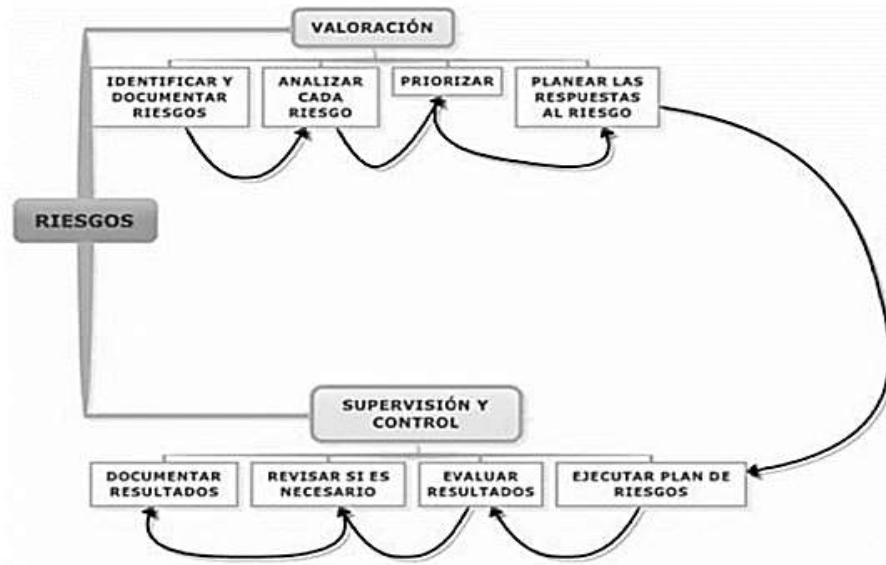 VALORACIÓN
IDENTIFICAR Y
DOCUMENTAR
RIESGOS
ANALIZAR
CADA
RIESGO
PRIORIZAR
PLANEAR LAS
RESPUESTAS
AL RIESGO
RIESGOS
SUPERVISIÓN Y
CONTROL
DOCUMENTAR
RESULTADOS
REVISAR SI ES
NECESARIO
EVALUAR
RESULTADOS
EJECUTAR PLAN DE
RIESGOS